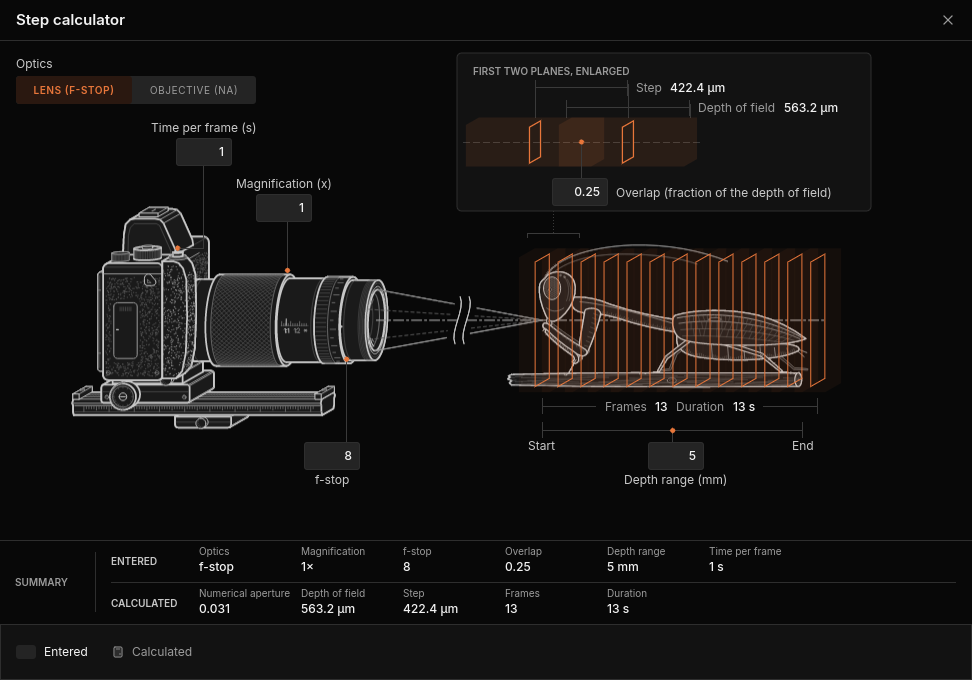 Step calculator
Optics
LENS (F-STOP)
OBJECTIVE (NA)
Time per frame (s)
1
Magnification (x)
1
FIRST TWO PLANES, ENLARGED
Step 422.4 µm
Depth of field 563.2 µm
0.25 Overlap (fraction of the depth of field)
11 12
Frames 13 Duration 13 s
Start
End
8
f-stop
5
Depth range (mm)
SUMMARY
ENTERED
Optics Magnification f-stop Overlap Depth range Time per frame
f-stop 1× 8 0.25 5 mm 1 s
CALCULATED
Numerical aperture Depth of field Step Frames Duration
0.031 563.2 µm 422.4 µm 13 13 s
Entered Calculated